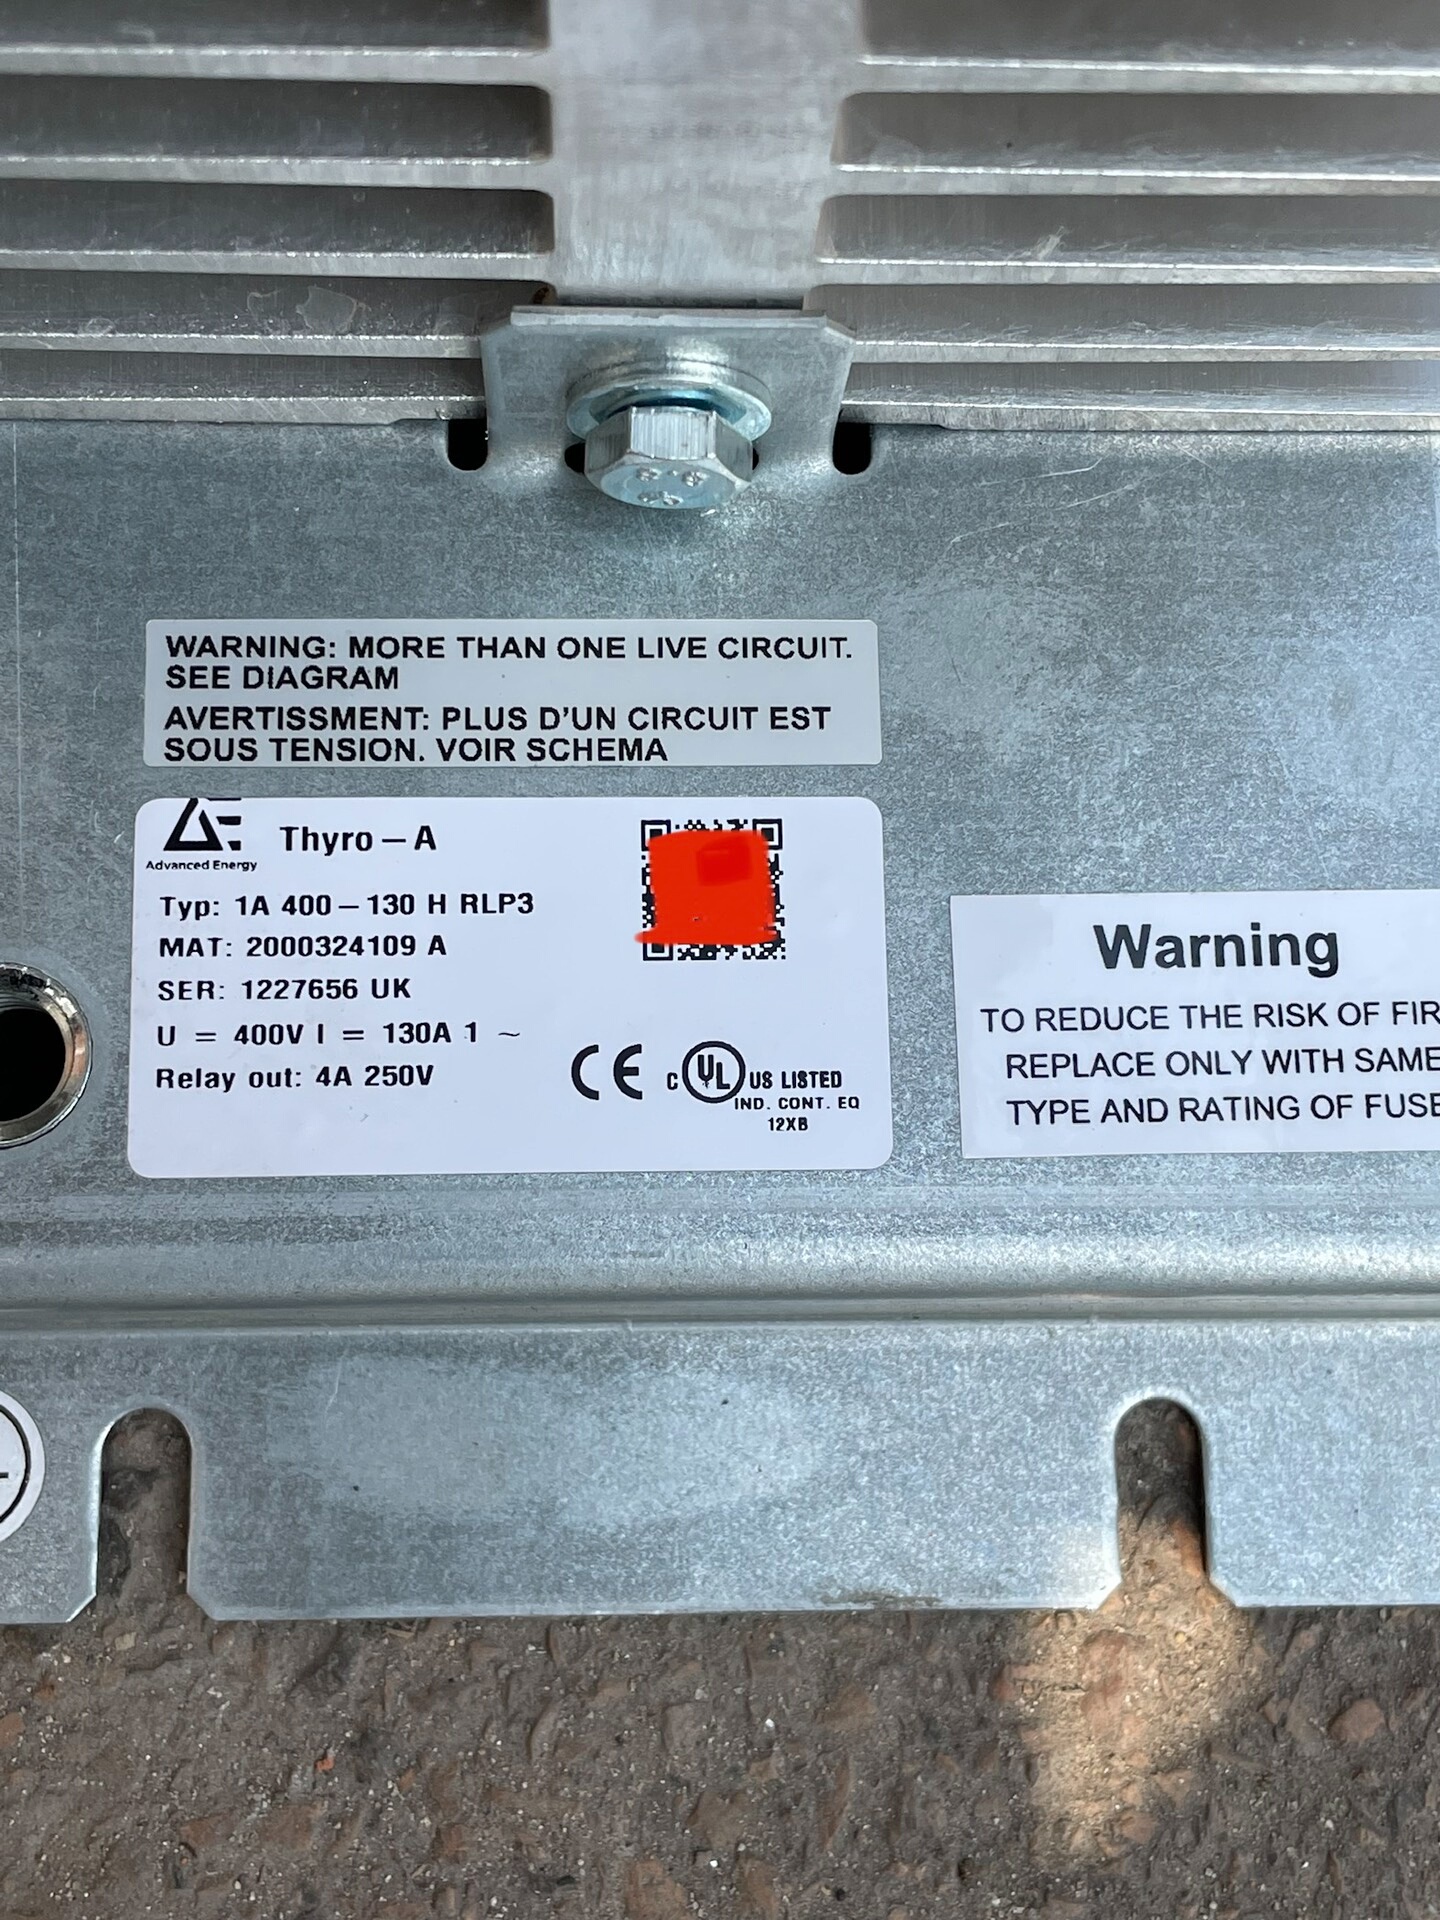 WARNING: MORE THAN ONE LIVE CIRCUIT.
SEE DIAGRAM
AVERTISSMENT: PLUS D'UN CIRCUIT EST
SOUS TENSION. VOIR SCHEMA
Advanced Energy
Thyro – A
Typ: 1A 400 – 130 H RLP3
MAT: 2000324109 A
SER: 1227656 UK
U = 400V I = 130A 1 ~
Relay out: 4A 250V
CE
C UL US LISTED
IND. CONT. EQ
12XB
Warning
TO REDUCE THE RISK OF FIR
REPLACE ONLY WITH SAME
TYPE AND RATING OF FUSE